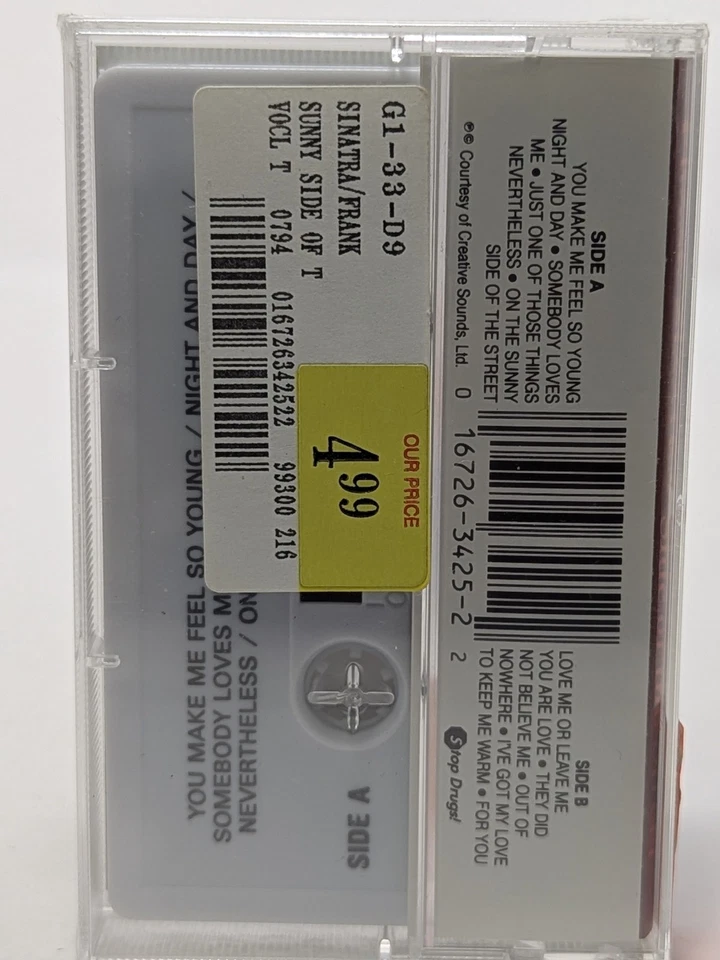 SIDE A
YOU MAKE ME FEEL SO YOUNG
NIGHT AND DAY • SOMEBODY LOVES
ME • JUST ONE OF THOSE THINGS
NEVERTHELESS • ON THE SUNNY
SIDE OF THE STREET
℗© Courtesy of Creative Sounds, Ltd.
0 16726-3425-2 2
SIDE B
LOVE ME OR LEAVE ME
YOU ARE LOVE • THEY DID
NOT BELIEVE ME • OUT OF
NOWHERE • I'VE GOT MY LOVE
TO KEEP ME WARM • FOR YOU
Stop Drugs!
G1-33-D9
SINATRA/FRANK
SUNNY SIDE OF T
VOCL T 0794 016726342522 99300 216
OUR PRICE
4.99
SIDE A
YOU MAKE ME FEEL SO YOUNG / NIGHT AND DAY /
SOMEBODY LOVES M
NEVERTHELESS / ON